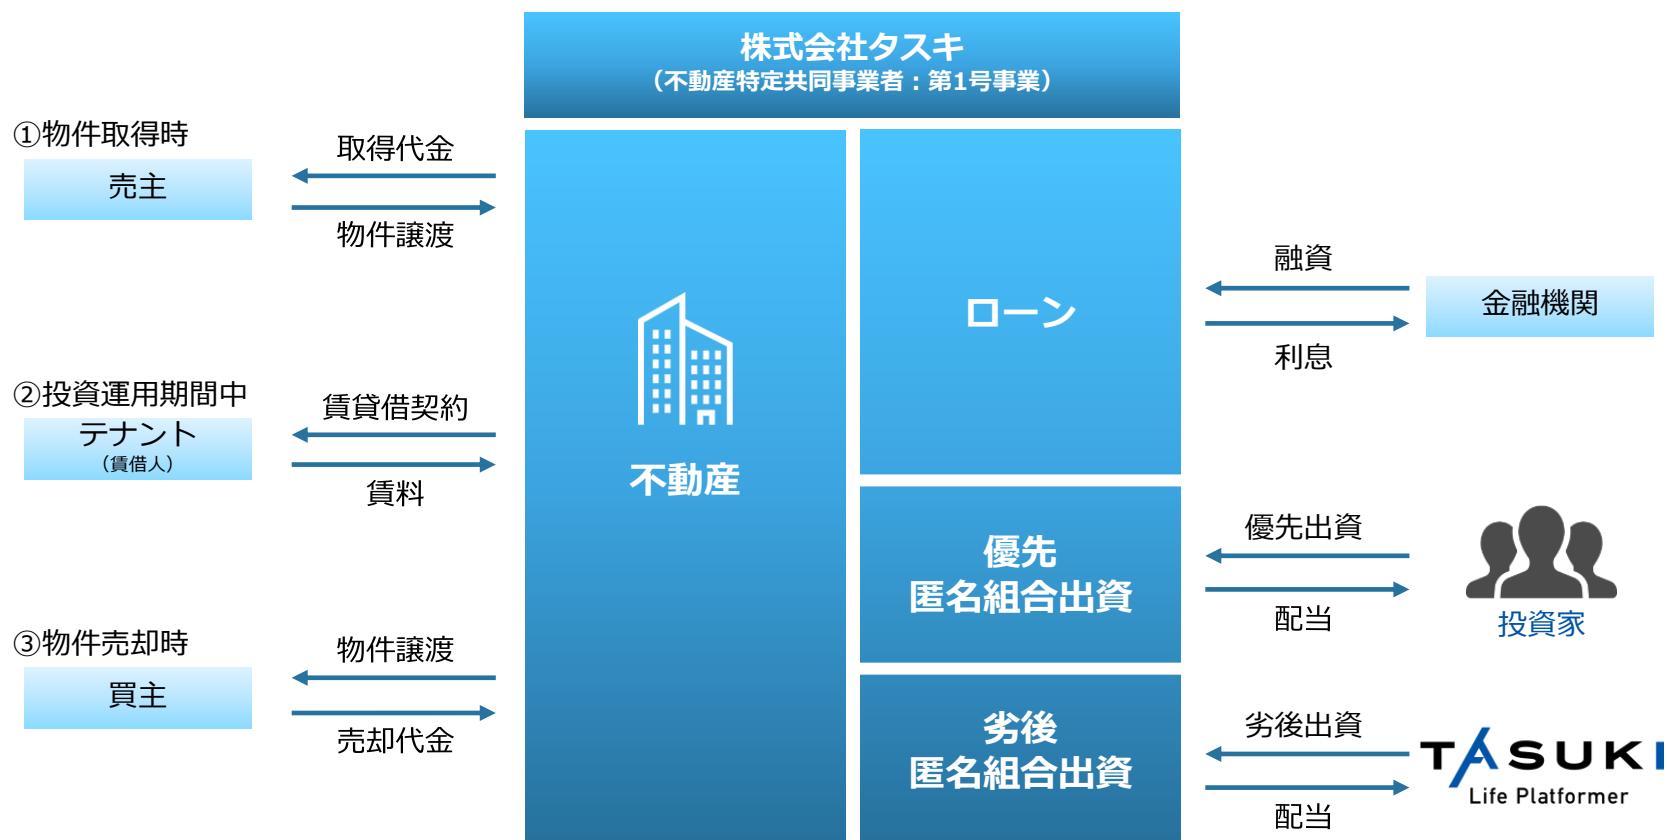 株式会社タスキ
（不動産特定共同事業者：第1号事業）
①物件取得時
売主
取得代金
物件譲渡
②投資運用期間中
テナント
（賃借人）
賃貸借契約
賃料
③物件売却時
買主
物件譲渡
売却代金
不動産
ローン
優先
匿名組合出資
劣後
匿名組合出資
融資
利息
金融機関
優先出資
配当
投資家
劣後出資
配当
TASUKI
Life Platformer